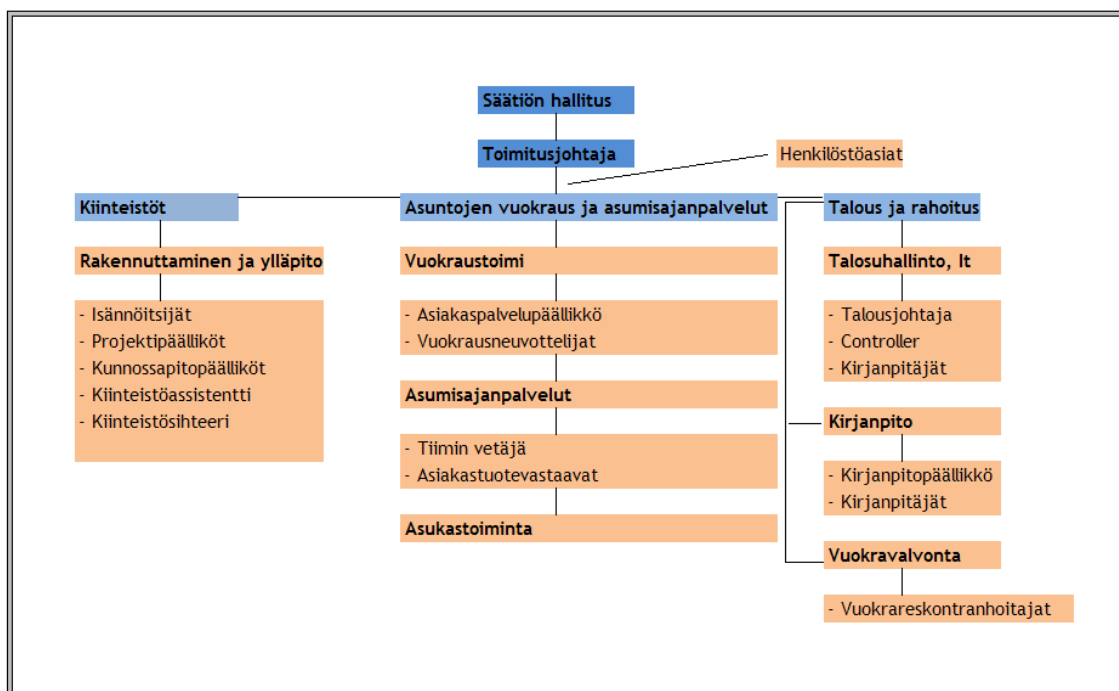 Säätiön hallitus
Toimitusjohtaja
Henkilöstöasiat
Kiinteistöt
Rakennuttaminen ja ylläpito
- Isännöitsijät
- Projektipäälliköt
- Kunnossapitopäälliköt
- Kiinteistöassistentti
- Kiinteistösihteeri
Asuntojen vuokraus ja asumisajanpalvelut
Vuokraustoimi
- Asiakaspalvelupäällikkö
- Vuokrausneuvottelijat
Asumisajanpalvelut
- Tiimin vetäjä
- Asiakastuotevastaavat
Asukastoiminta
Talous ja rahoitus
Talosuhallinto, It
- Talousjohtaja
- Controller
- Kirjanpitäjät
Kirjanpito
- Kirjanpitopäällikkö
- Kirjanpitäjät
Vuokravalvonta
- Vuokrareskontranhoitajat